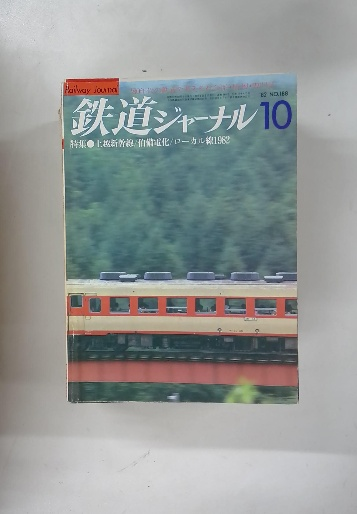 Railway Journal
'82 NO.188
鉄道ジャーナル 10
特集●上越新幹線/伯備電化/ローカル線1982